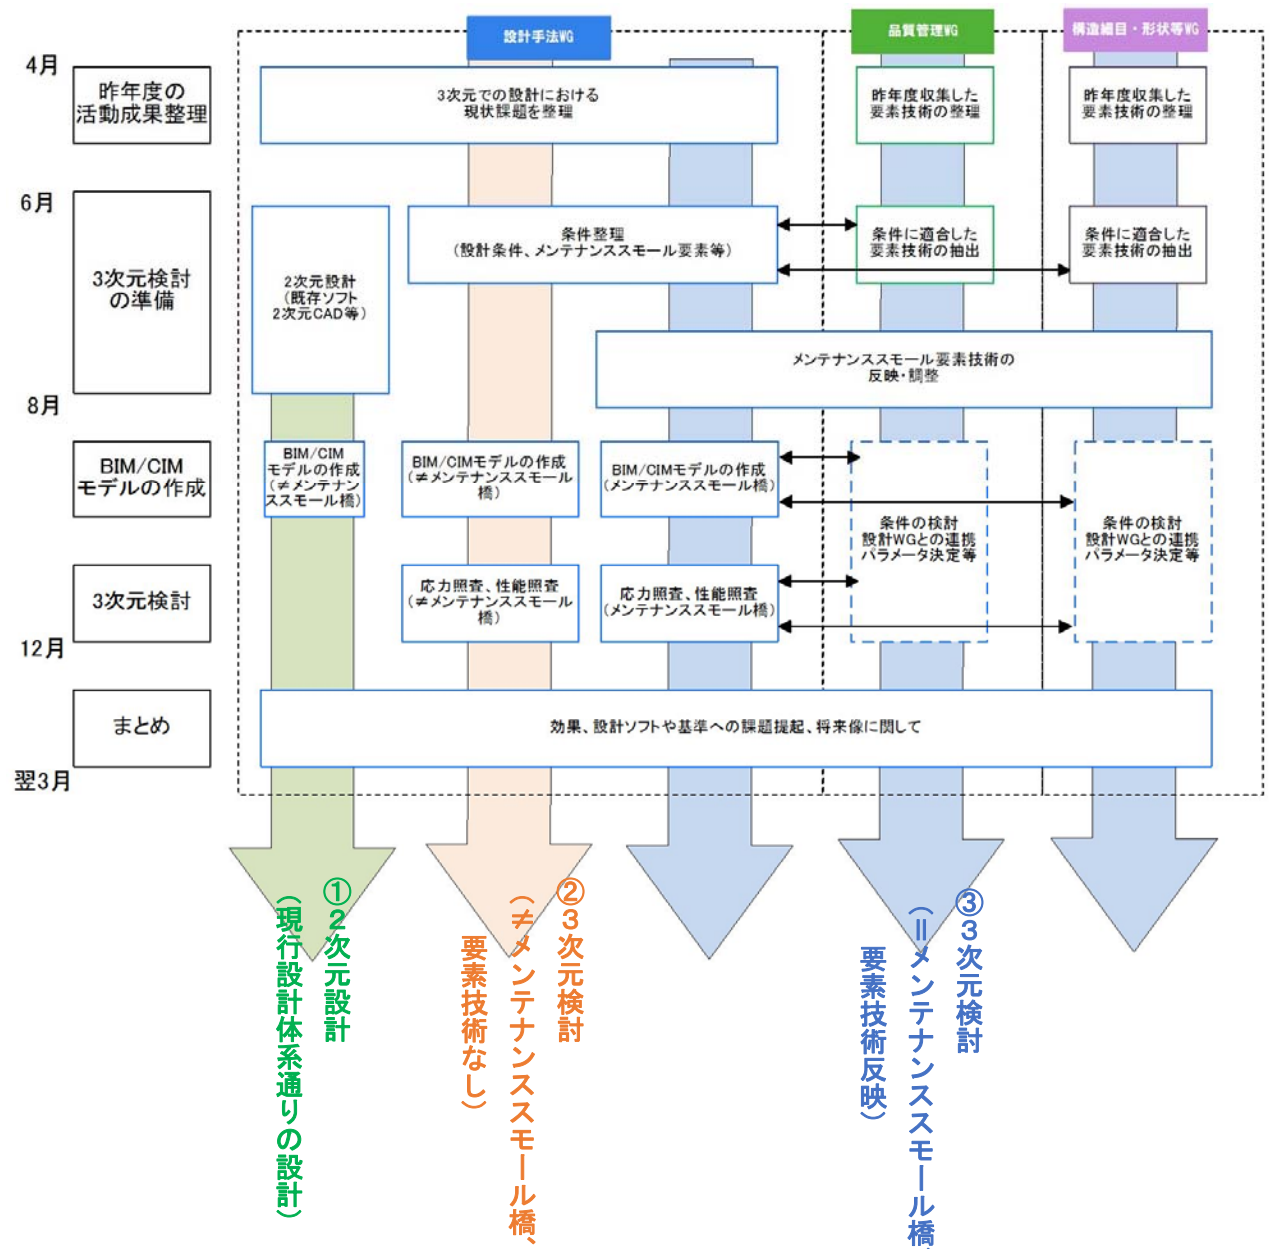 設計手法WG
品質管理WG
構造細目・形状等WG
4月
昨年度の
活動成果整理
3次元での設計における
現状課題を整理
昨年度収集した
要素技術の整理
昨年度収集した
要素技術の整理
6月
3次元検討
の準備
2次元設計
（既存ソフト
2次元CAD等）
条件整理
（設計条件、メンテナンススモール要素等）
条件に適合した
要素技術の抽出
条件に適合した
要素技術の抽出
メンテナンススモール要素技術の
反映・調整
8月
BIM/CIM
モデルの作成
BIM/CIM
モデルの作成
（≠メンテナン
ススモール橋）
BIM/CIMモデルの作成
（≠メンテナンススモール
橋）
BIM/CIMモデルの作成
（メンテナンススモール橋）
条件の検討
設計WGとの連携
パラメータ決定等
条件の検討
設計WGとの連携
パラメータ決定等
3次元検討
応力照査、性能照査
（≠メンテナンススモール
橋）
応力照査、性能照査
（メンテナンススモール橋）
12月
まとめ
効果、設計ソフトや基準への課題提起、将来像に関して
翌3月
①２次元設計
（現行設計体系通りの設計）
②３次元検討
（≠メンテナンススモール橋、
要素技術なし）
③３次元検討
（＝メンテナンススモール橋、
要素技術反映）